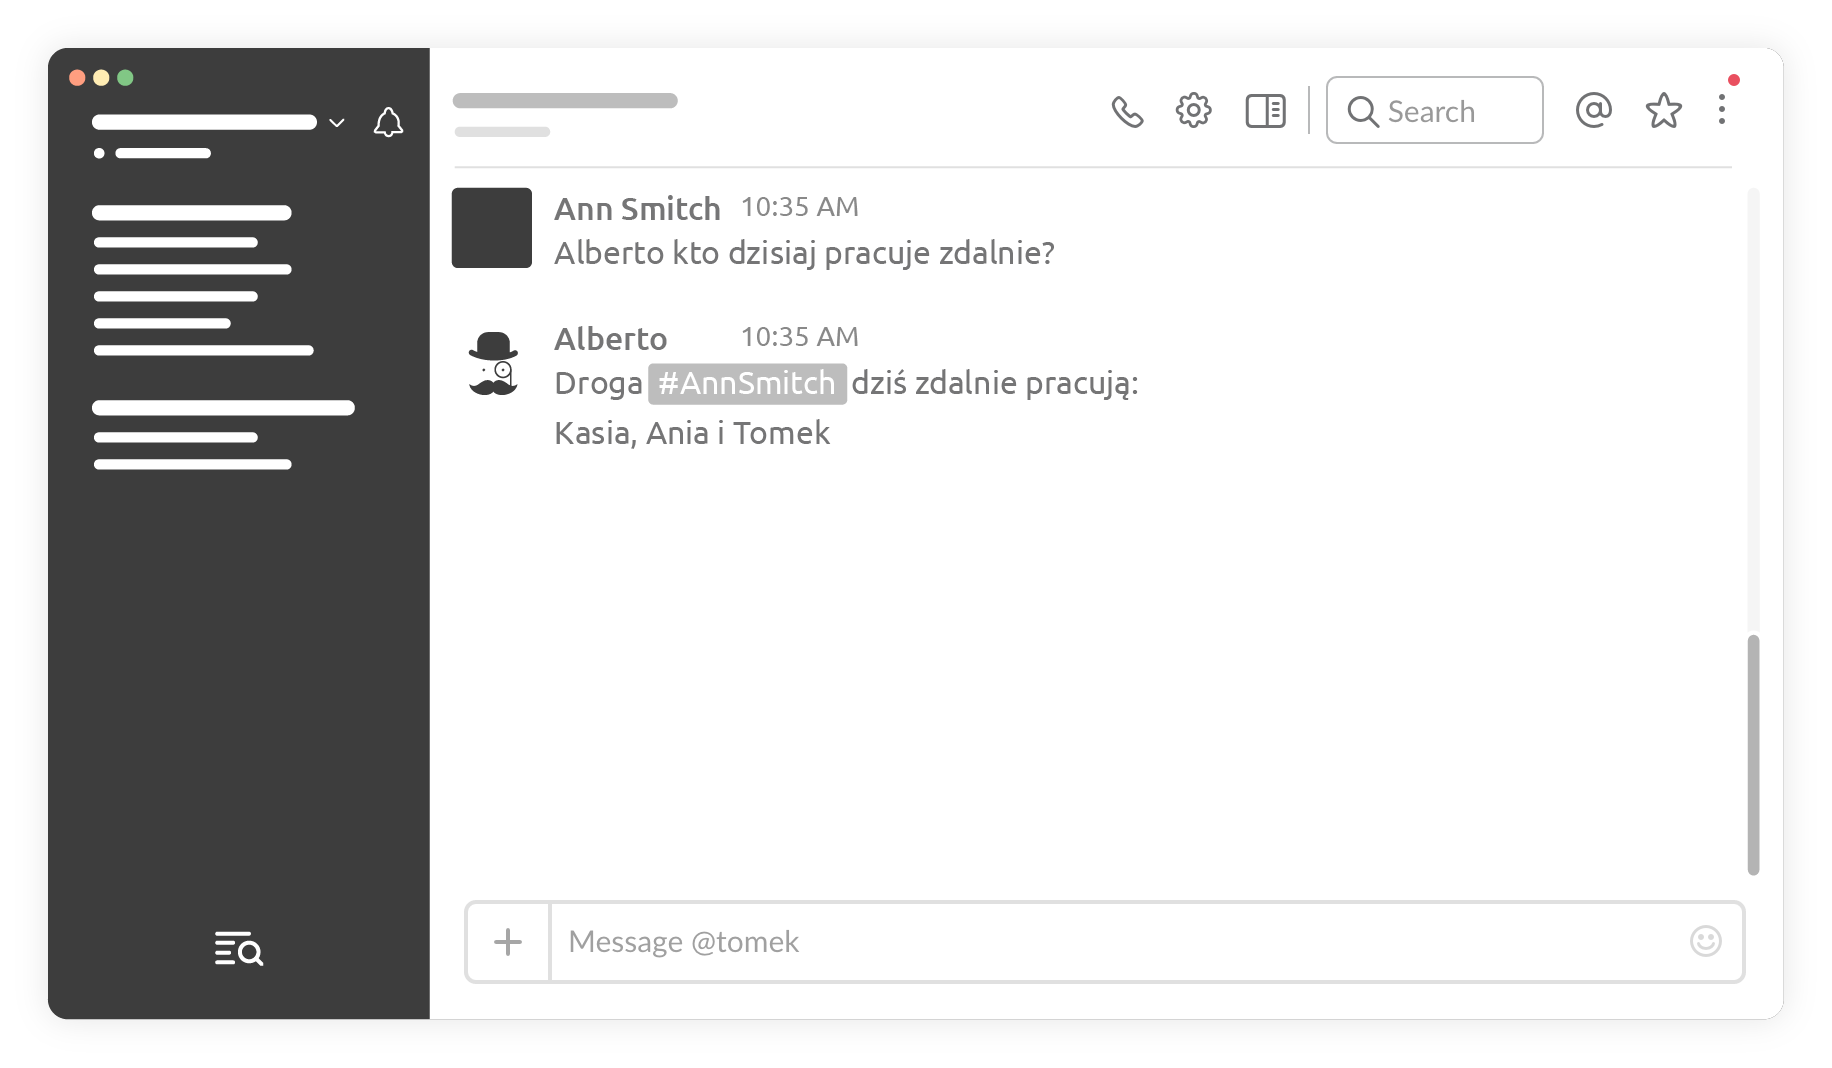 Search
Ann Smitch 10:35 AM
Alberto kto dzisiaj pracuje zdalnie?
Alberto 10:35 AM
Droga #AnnSmitch dziś zdalnie pracują:
Kasia, Ania i Tomek
Message @tomek